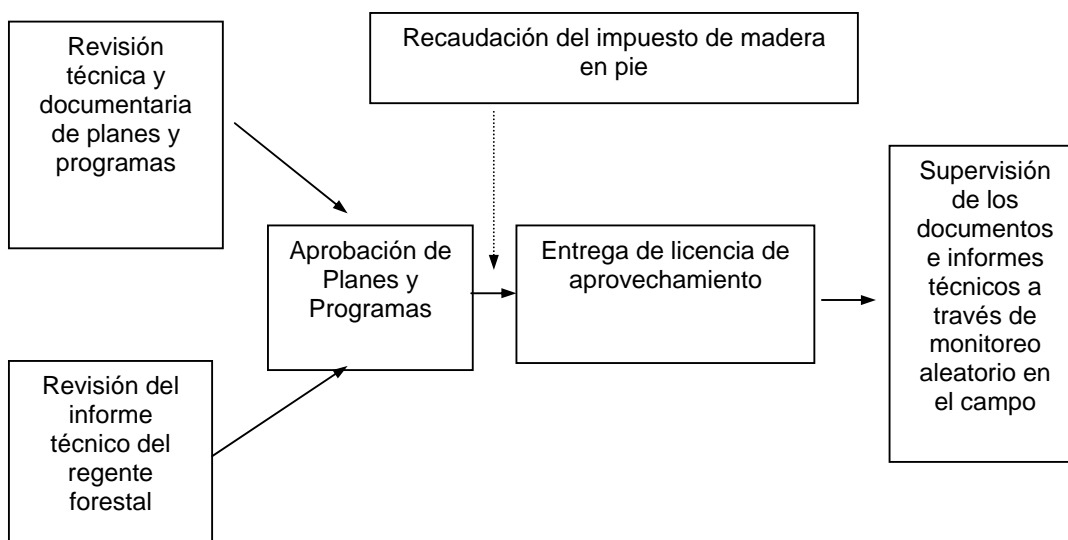 Revisión
técnica y
documentaria
de planes y
programas
Recaudación del impuesto de madera
en pie
Supervisión
de los
documentos
e informes
técnicos a
través de
monitoreo
aleatorio en
el campo
Aprobación de
Planes y
Programas
Entrega de licencia de
aprovechamiento
Revisión del
informe
técnico del
regente
forestal